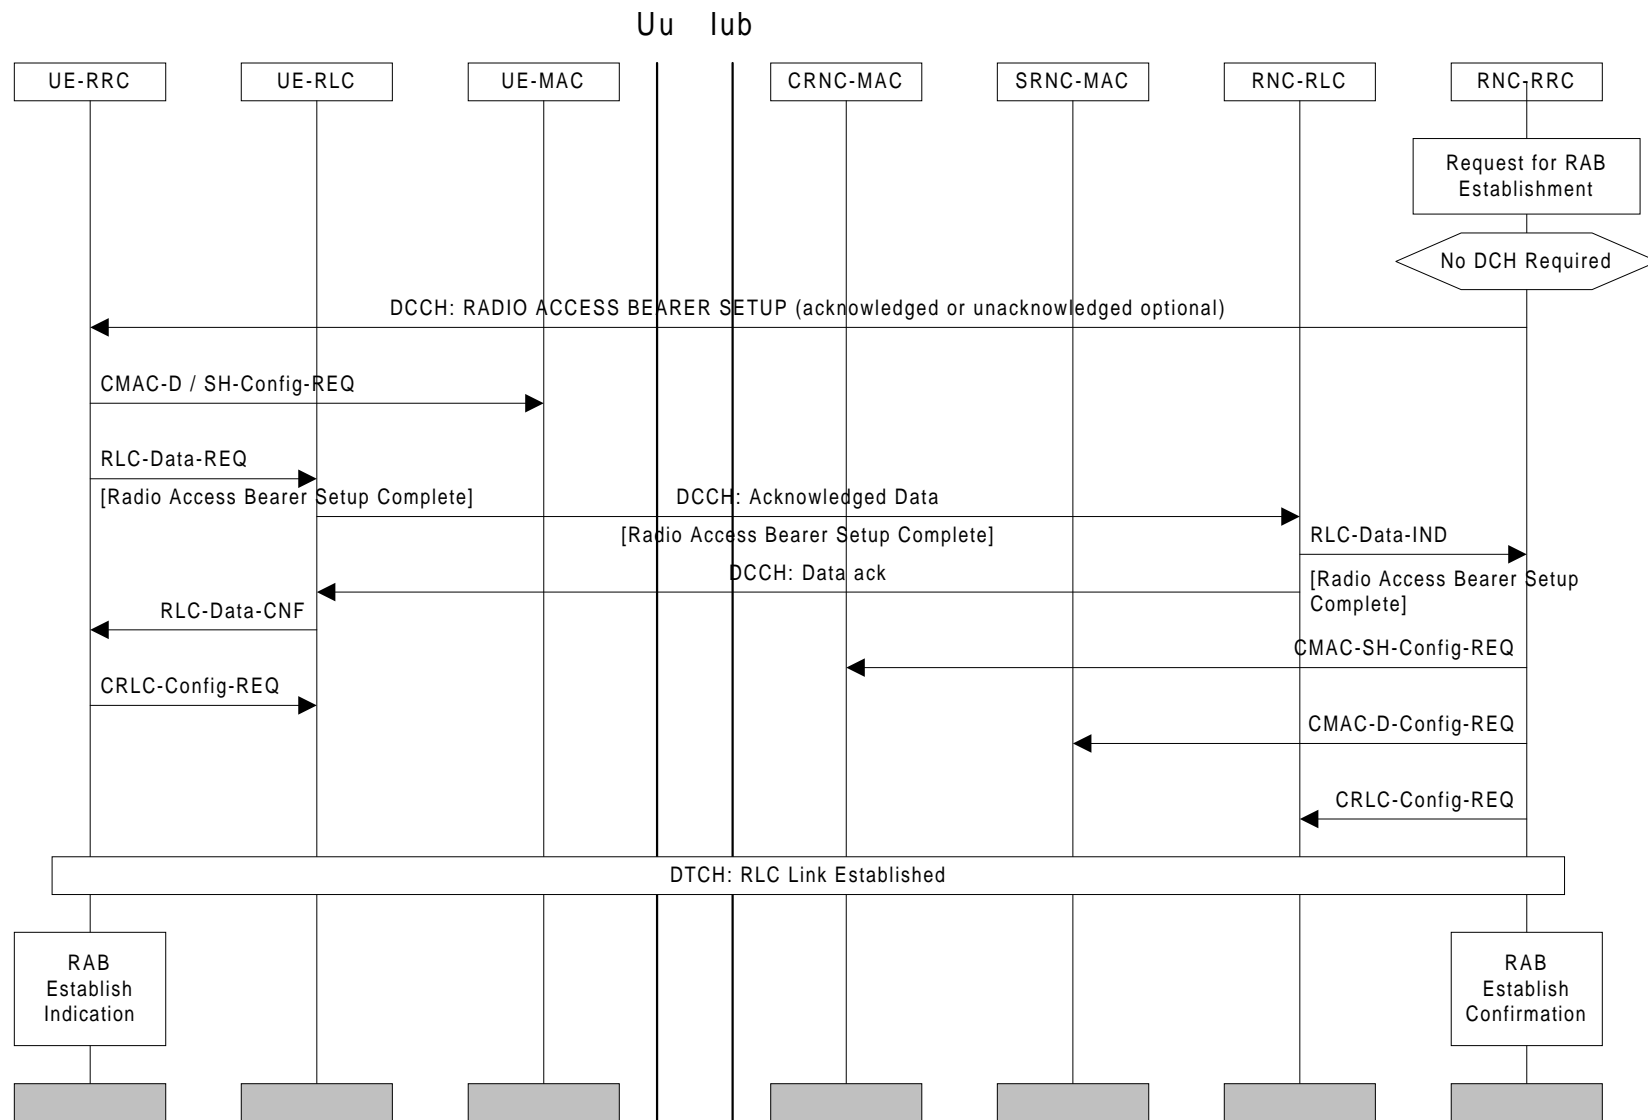 Uu Iub
UE-RRC UE-RLC UE-MAC CRNC-MAC SRNC-MAC RNC-RLC RNC-RRC
Request for RAB
Establishment
No DCH Required
DCCH: RADIO ACCESS BEARER SETUP (acknowledged or unacknowledged optional)
CMAC-D / SH-Config-REQ
RLC-Data-REQ
[Radio Access Bearer Setup Complete]
DCCH: Acknowledged Data
[Radio Access Bearer Setup Complete]
RLC-Data-IND
[Radio Access Bearer Setup
Complete]
DCCH: Data ack
RLC-Data-CNF
CMAC-SH-Config-REQ
CRLC-Config-REQ
CMAC-D-Config-REQ
CRLC-Config-REQ
DTCH: RLC Link Established
RAB
Establish
Indication
RAB
Establish
Confirmation